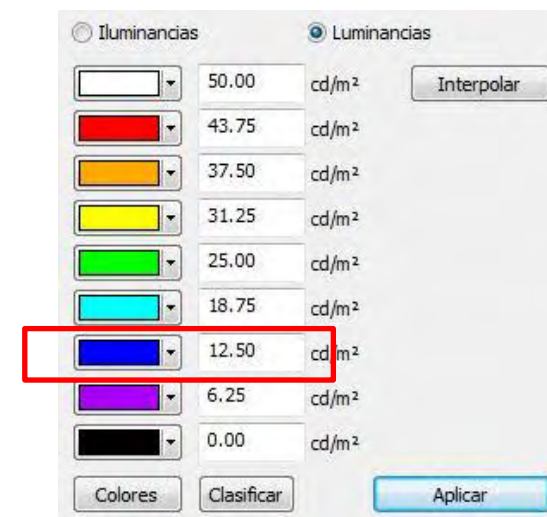 Iluminancias Luminancias
50.00 cd/m² Interpolar
43.75 cd/m²
37.50 cd/m²
31.25 cd/m²
25.00 cd/m²
18.75 cd/m²
12.50 cd/m²
6.25 cd/m²
0.00 cd/m²
Colores Clasificar Aplicar